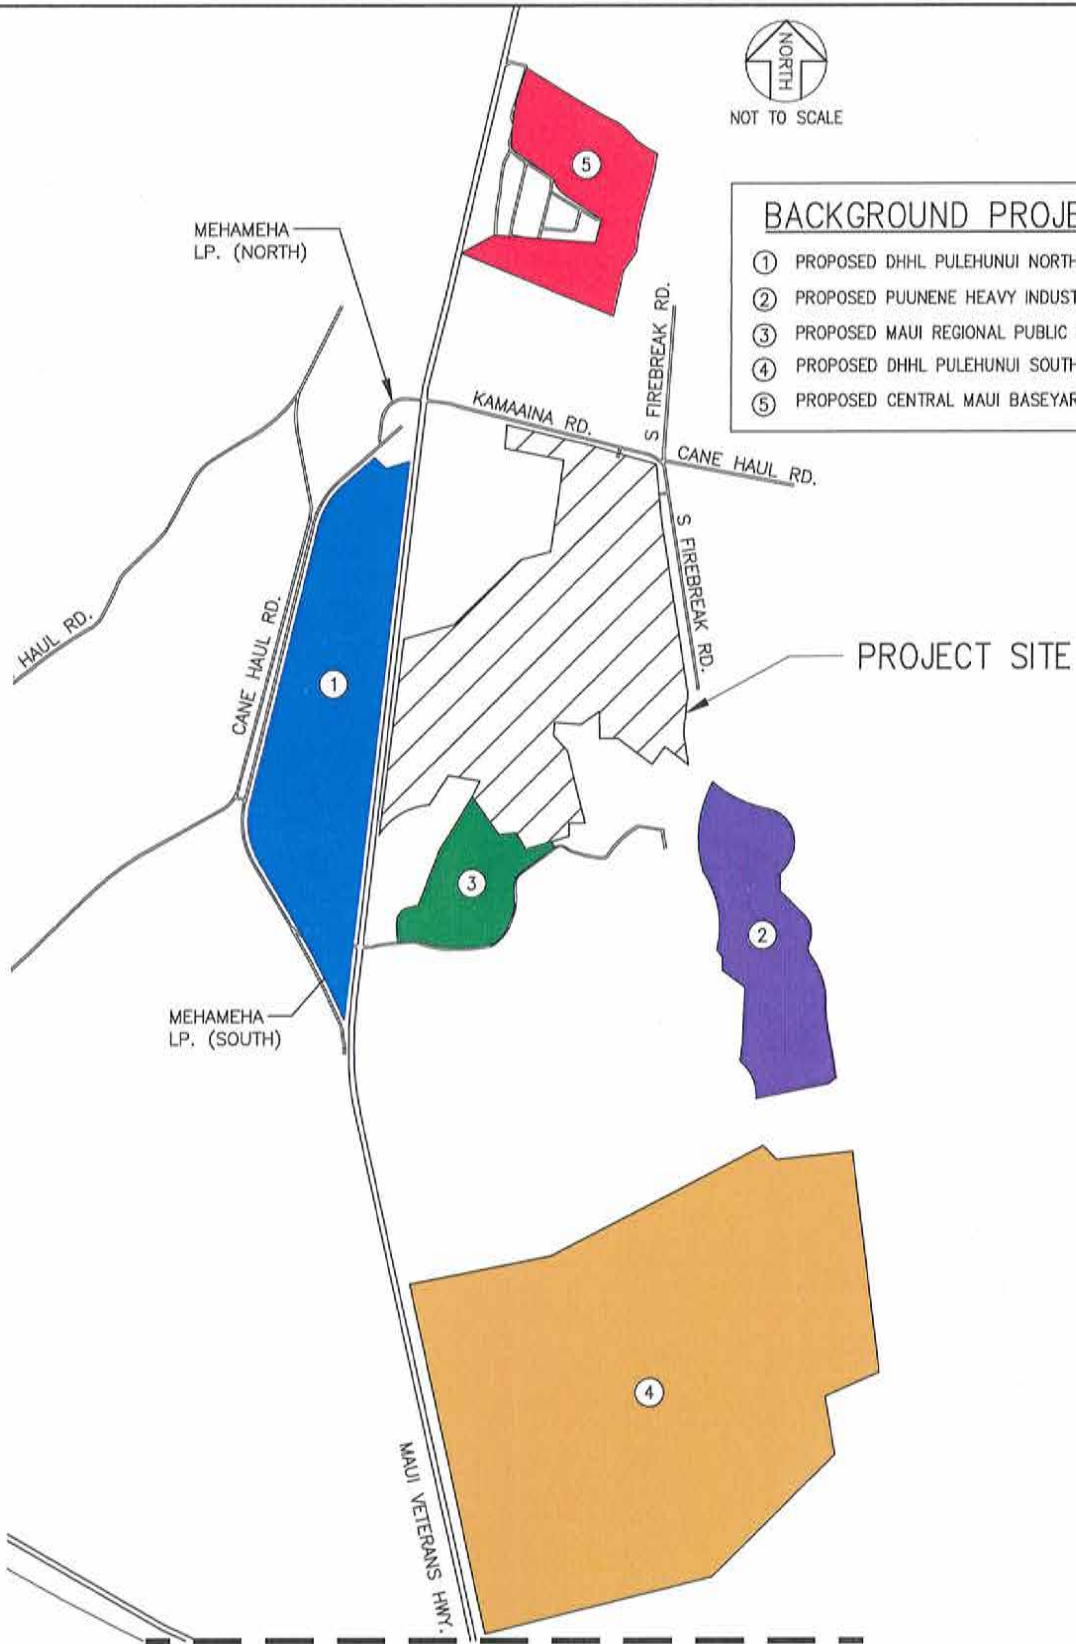 NORTH
NOT TO SCALE
BACKGROUND PROJE
① PROPOSED DHHL PULEHUNUI NORTH
② PROPOSED PUUNENE HEAVY INDUST
③ PROPOSED MAUI REGIONAL PUBLIC
④ PROPOSED DHHL PULEHUNUI SOUTH
⑤ PROPOSED CENTRAL MAUI BASEYAR
5
MEHAMEHA
LP. (NORTH)
S FIREBREAK RD.
KAMAAINA RD.
CANE HAUL RD.
S FIREBREAK RD.
HAUL RD.
CANE HAUL RD.
PROJECT SITE
1
3
2
MEHAMEHA
LP. (SOUTH)
4
MAUI VETERANS HWY.